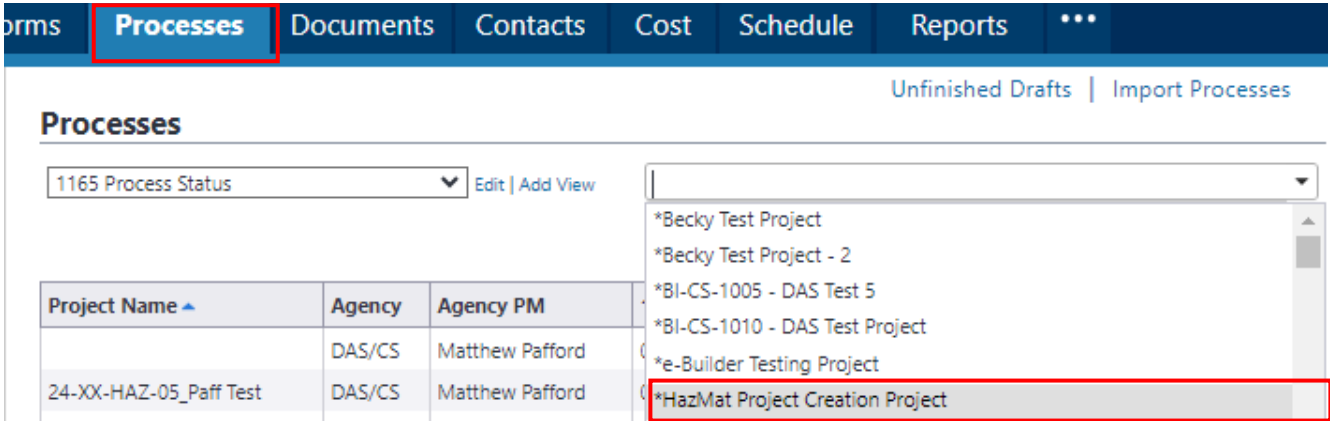 orms Processes Documents Contacts Cost Schedule Reports •••
Unfinished Drafts | Import Processes
Processes
1165 Process Status Edit | Add View
*Becky Test Project
*Becky Test Project - 2
*BI-CS-1005 - DAS Test 5
*BI-CS-1010 - DAS Test Project
*e-Builder Testing Project
*HazMat Project Creation Project
Project Name Agency Agency PM
DAS/CS Matthew Pafford
24-XX-HAZ-05_Paff Test DAS/CS Matthew Pafford